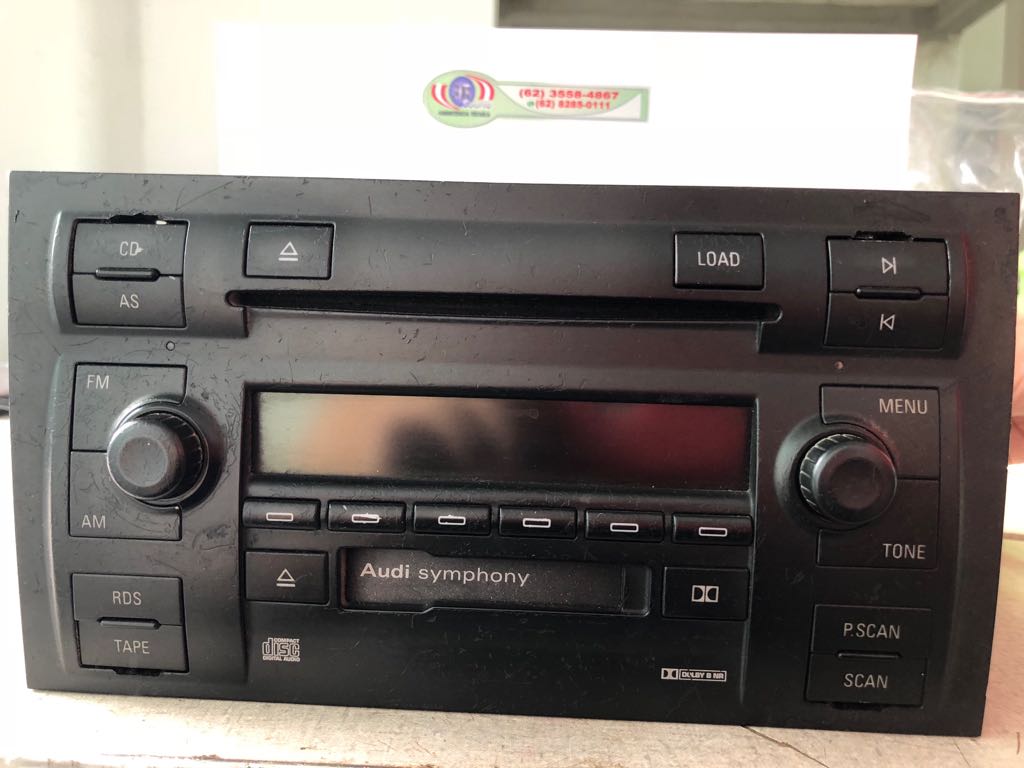 (62) 3558-4867
(62) 8285-0111
CD
AS
LOAD
FM
AM
MENU
TONE
RDS
TAPE
Audi symphony
P.SCAN
SCAN
COMPACT
disc
DIGITAL AUDIO
DOLBY B NR